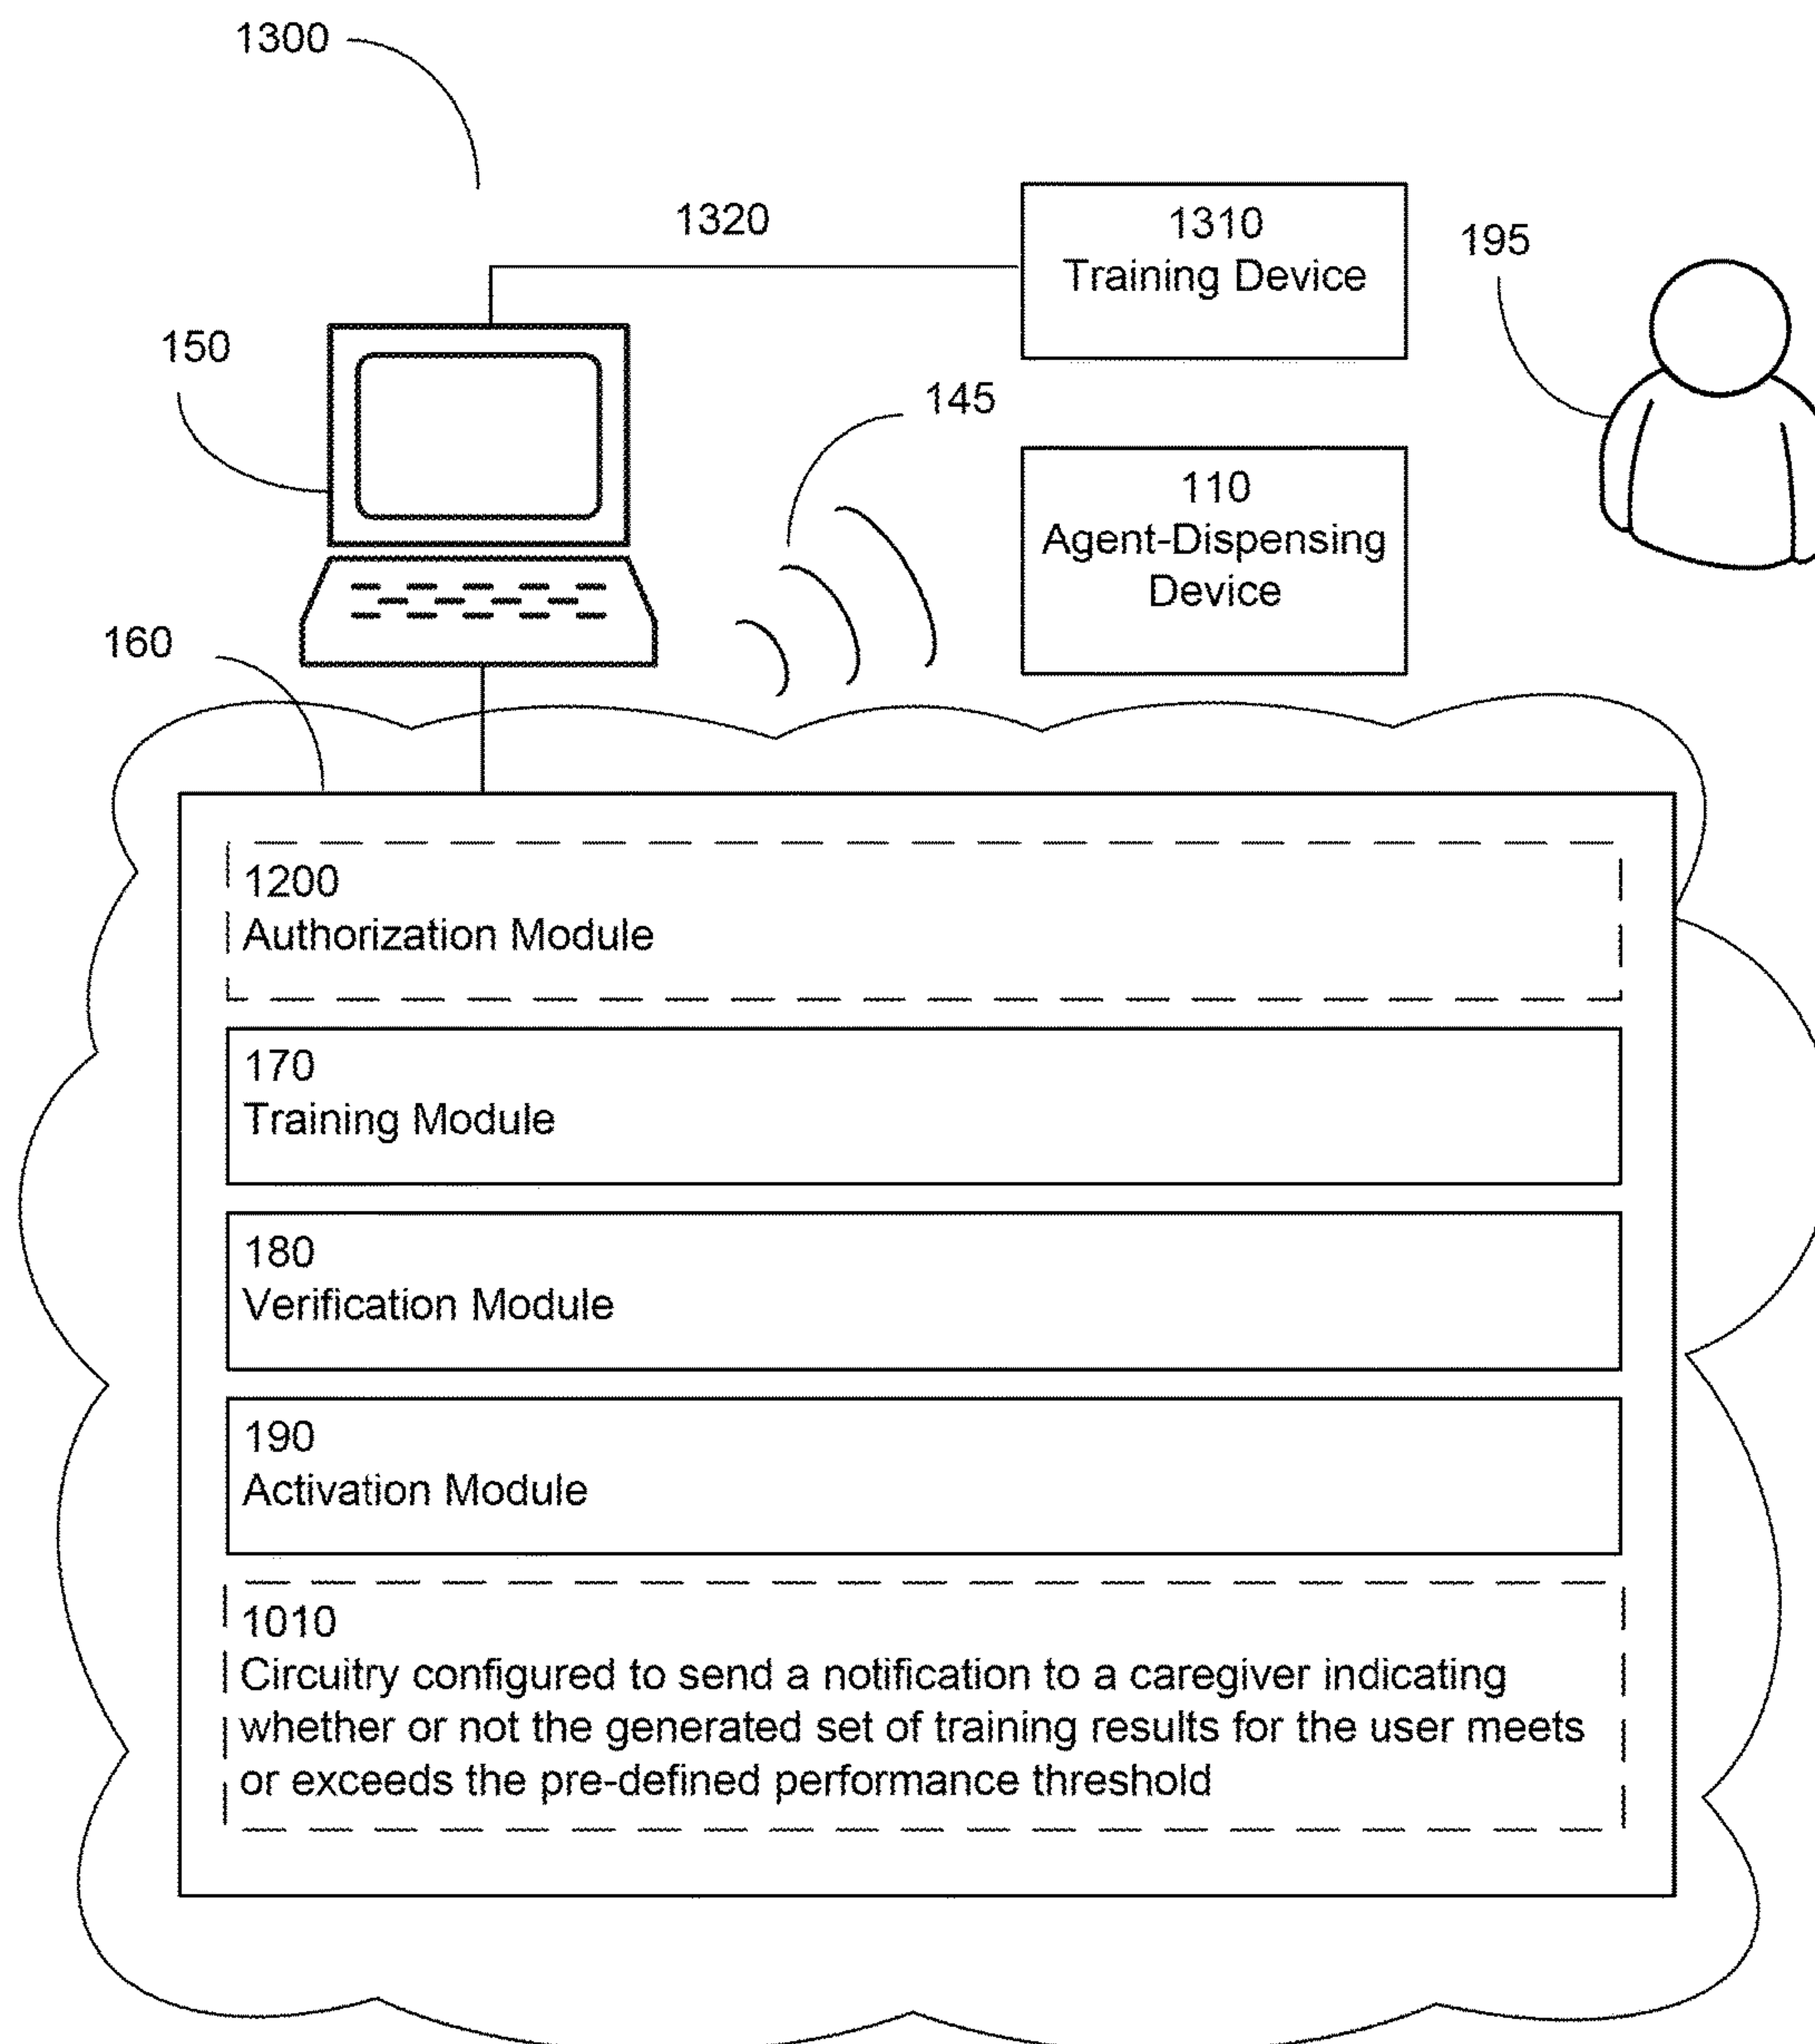 1300
1320
1310
Training Device
195
150
145
110
Agent-Dispensing
Device
160
1200
Authorization Module
170
Training Module
180
Verification Module
190
Activation Module
1010
Circuitry configured to send a notification to a caregiver indicating
whether or not the generated set of training results for the user meets
or exceeds the pre-defined performance threshold